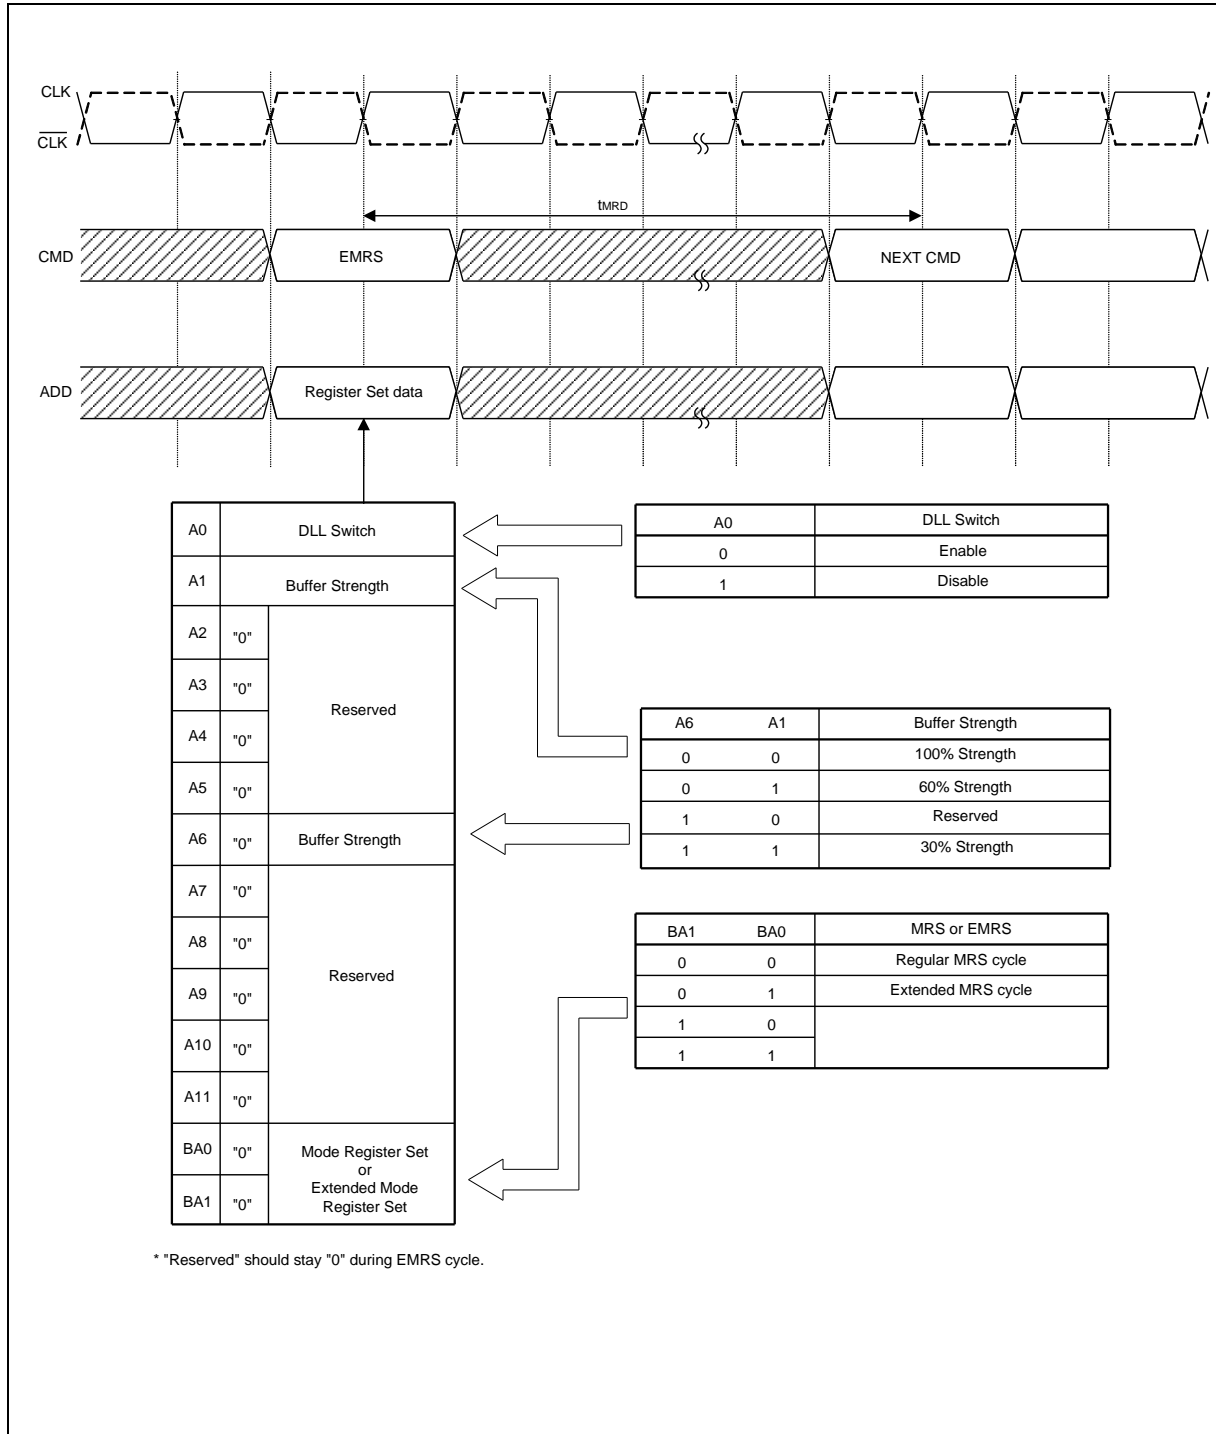 CLK
CLK
tMRD
CMD EMRS NEXT CMD
ADD Register Set data
A0 DLL Switch
A1 Buffer Strength
A2 "0"
A3 "0"
Reserved
A4 "0"
A5 "0"
A6 "0" Buffer Strength
A7 "0"
A8 "0"
Reserved
A9 "0"
A10 "0"
A11 "0"
BA0 "0" Mode Register Set
or
Extended Mode
BA1 "0" Register Set
A0 DLL Switch
0 Enable
1 Disable
A6 A1 Buffer Strength
0 0 100% Strength
0 1 60% Strength
1 0 Reserved
1 1 30% Strength
BA1 BA0 MRS or EMRS
0 0 Regular MRS cycle
0 1 Extended MRS cycle
1 0
1 1
* "Reserved" should stay "0" during EMRS cycle.